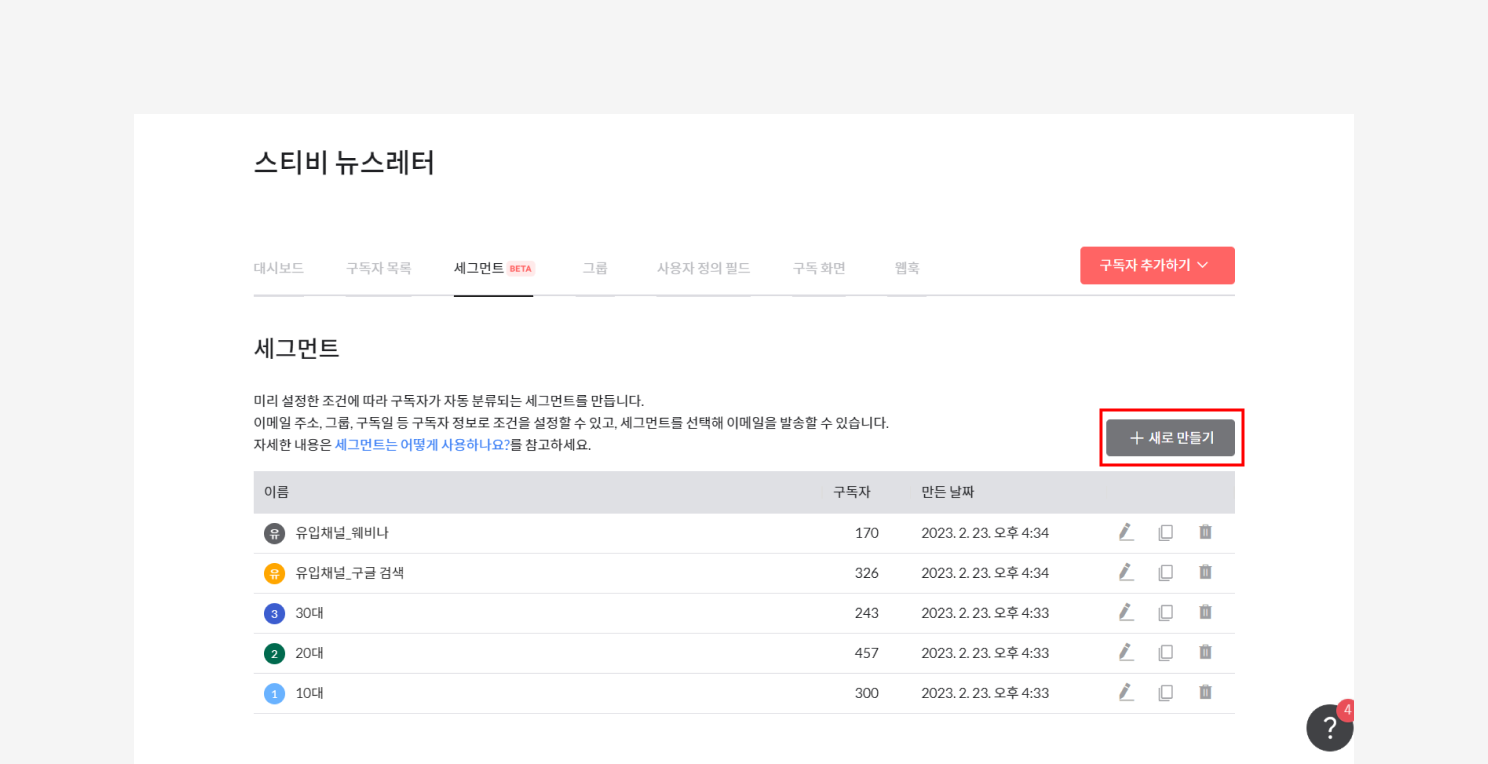 스티비 뉴스레터
대시보드 구독자 목록 세그먼트 BETA 그룹 사용자 정의 필드 구독 화면 웹훅 구독자 추가하기
세그먼트
미리 설정한 조건에 따라 구독자가 자동 분류되는 세그먼트를 만듭니다.
이메일 주소, 그룹, 구독일 등 구독자 정보로 조건을 설정할 수 있고, 세그먼트를 선택해 이메일을 발송할 수 있습니다.
자세한 내용은 세그먼트는 어떻게 사용하나요?를 참고하세요.
+ 새로 만들기
이름 구독자 만든 날짜
유 유입채널_웨비나 170 2023. 2. 23. 오후 4:34
유 유입채널_구글 검색 326 2023. 2. 23. 오후 4:34
3 30대 243 2023. 2. 23. 오후 4:33
2 20대 457 2023. 2. 23. 오후 4:33
1 10대 300 2023. 2. 23. 오후 4:33
? 4